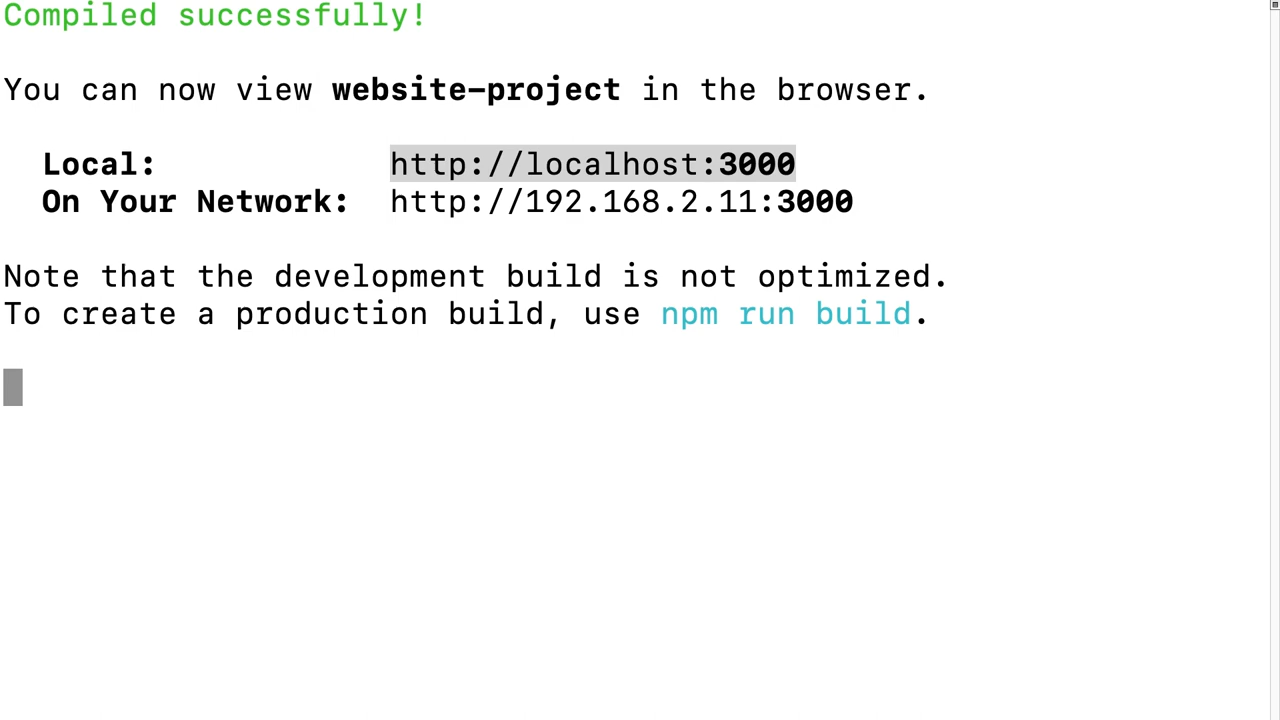 Compiled successfully!
You can now view website-project in the browser.
Local: http://localhost:3000
On Your Network: http://192.168.2.11:3000
Note that the development build is not optimized.
To create a production build, use npm run build.